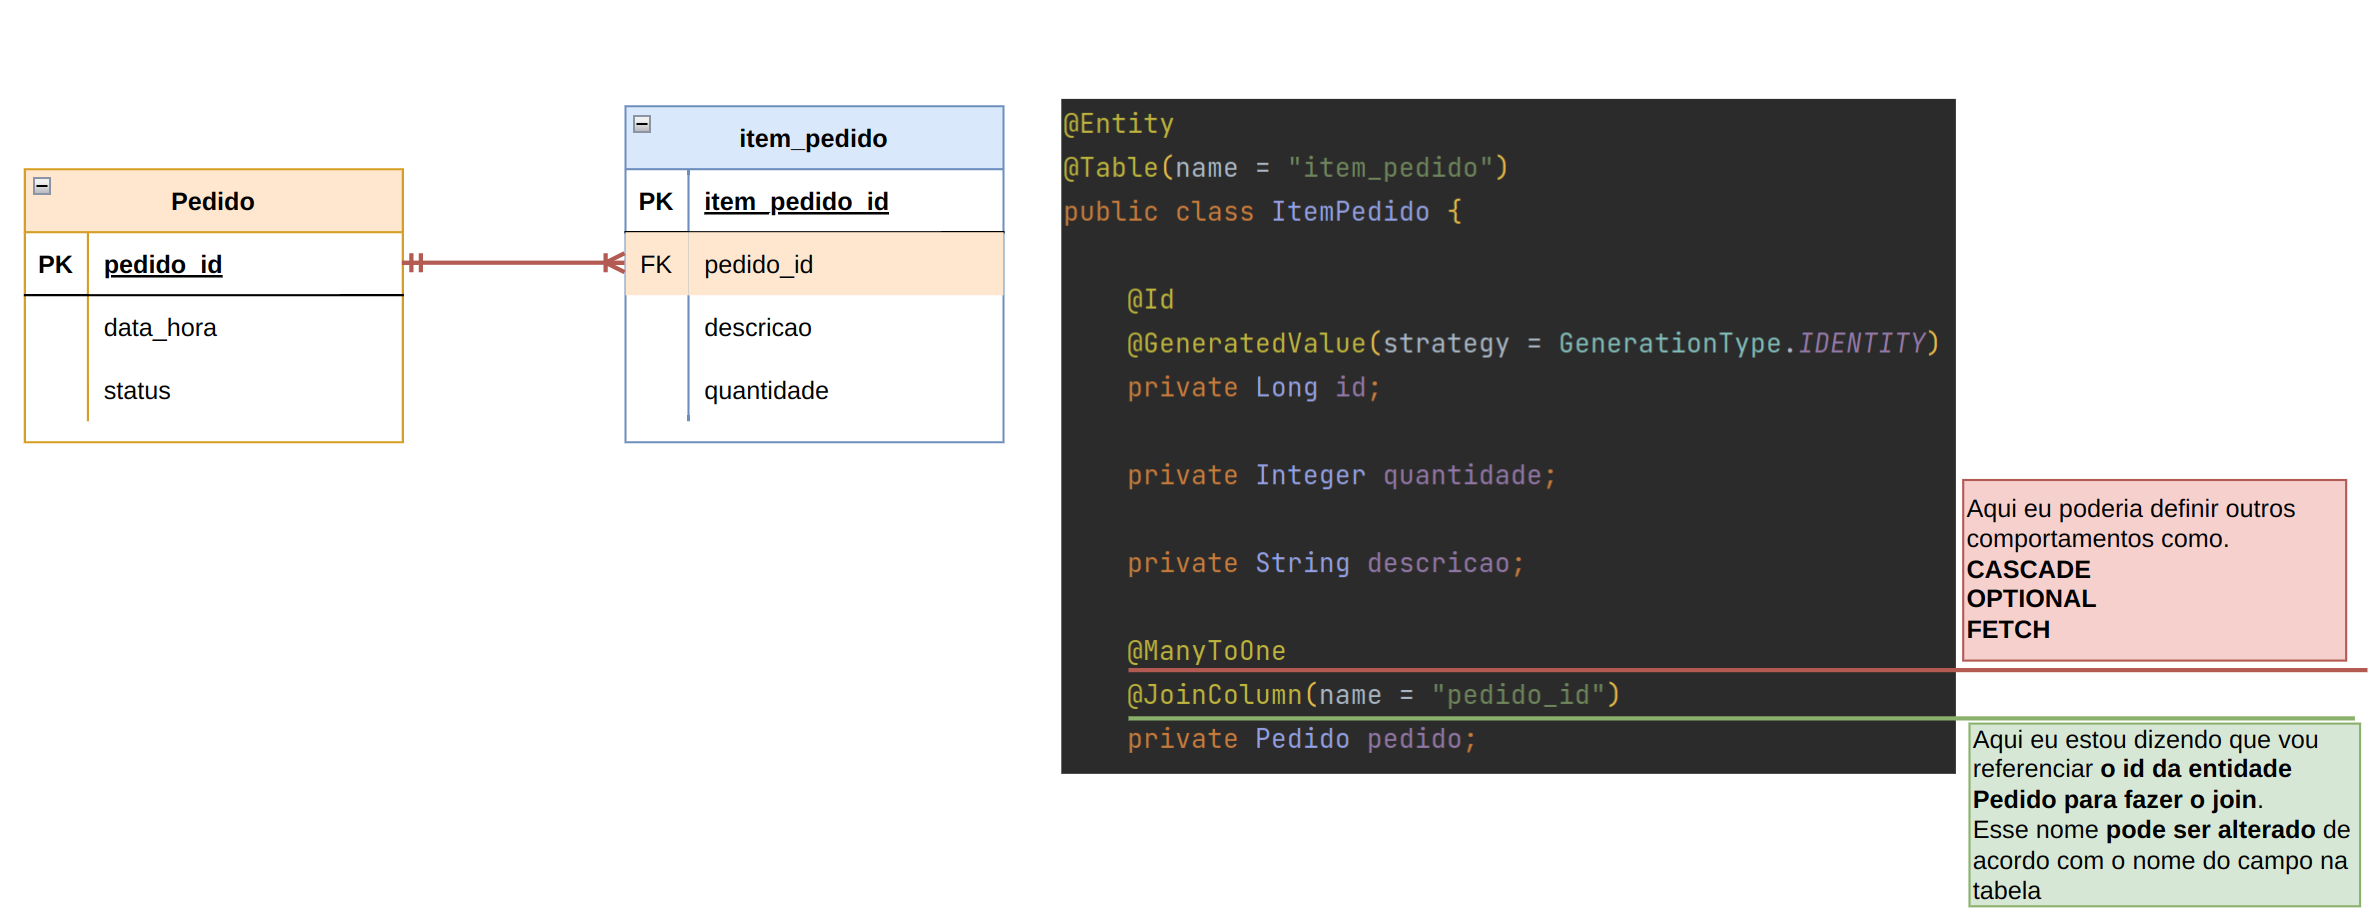 Pedido
PK pedido_id
data_hora
status
item_pedido
PK item_pedido_id
FK pedido_id
descricao
quantidade
@Entity
@Table(name = "item_pedido")
public class ItemPedido {
@Id
@GeneratedValue(strategy = GenerationType.IDENTITY)
private Long id;
private Integer quantidade;
private String descricao;
@ManyToOne
@JoinColumn(name = "pedido_id")
private Pedido pedido;
Aqui eu poderia definir outros
comportamentos como.
CASCADE
OPTIONAL
FETCH
Aqui eu estou dizendo que vou
referenciar o id da entidade
Pedido para fazer o join.
Esse nome pode ser alterado de
acordo com o nome do campo na
tabela